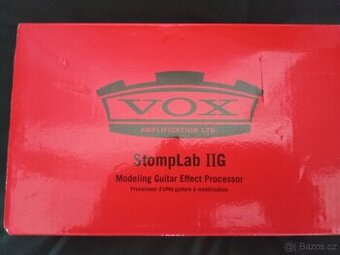 VOX
AMPLIFICATION LTD.
StompLab IIG
Modeling Guitar Effect Processor
Processeur d'effet guitare à modélisation
Bazos.cz